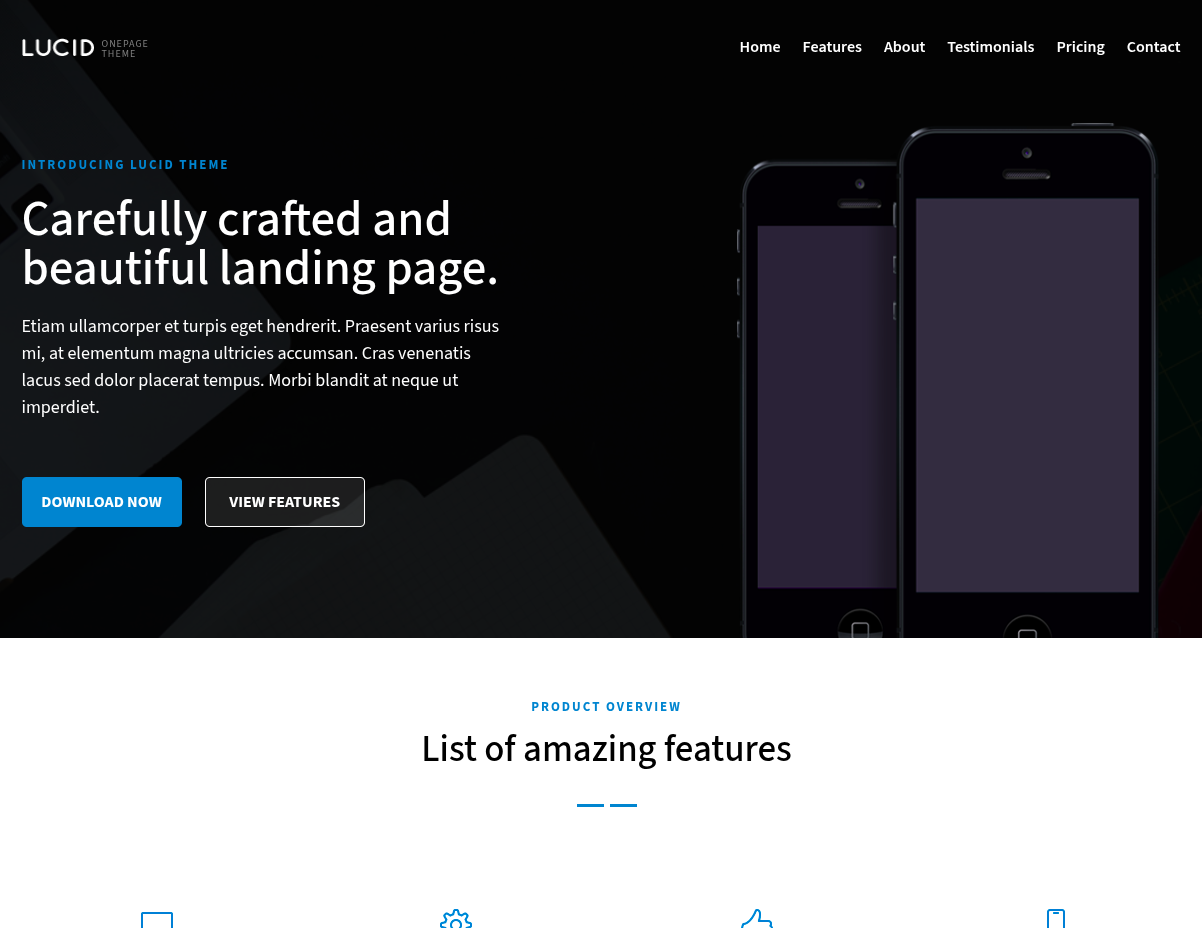 LUCID
ONEPAGE
THEME
Home
Features
About
Testimonials
Pricing
Contact
INTRODUCING LUCID THEME
Carefully crafted and
beautiful landing page.
Etiam ullamcorper et turpis eget hendrerit. Praesent varius risus
mi, at elementum magna ultricies accumsan. Cras venenatis
lacus sed dolor placerat tempus. Morbi blandit at neque ut
imperdiet.
DOWNLOAD NOW
VIEW FEATURES
PRODUCT OVERVIEW
List of amazing features